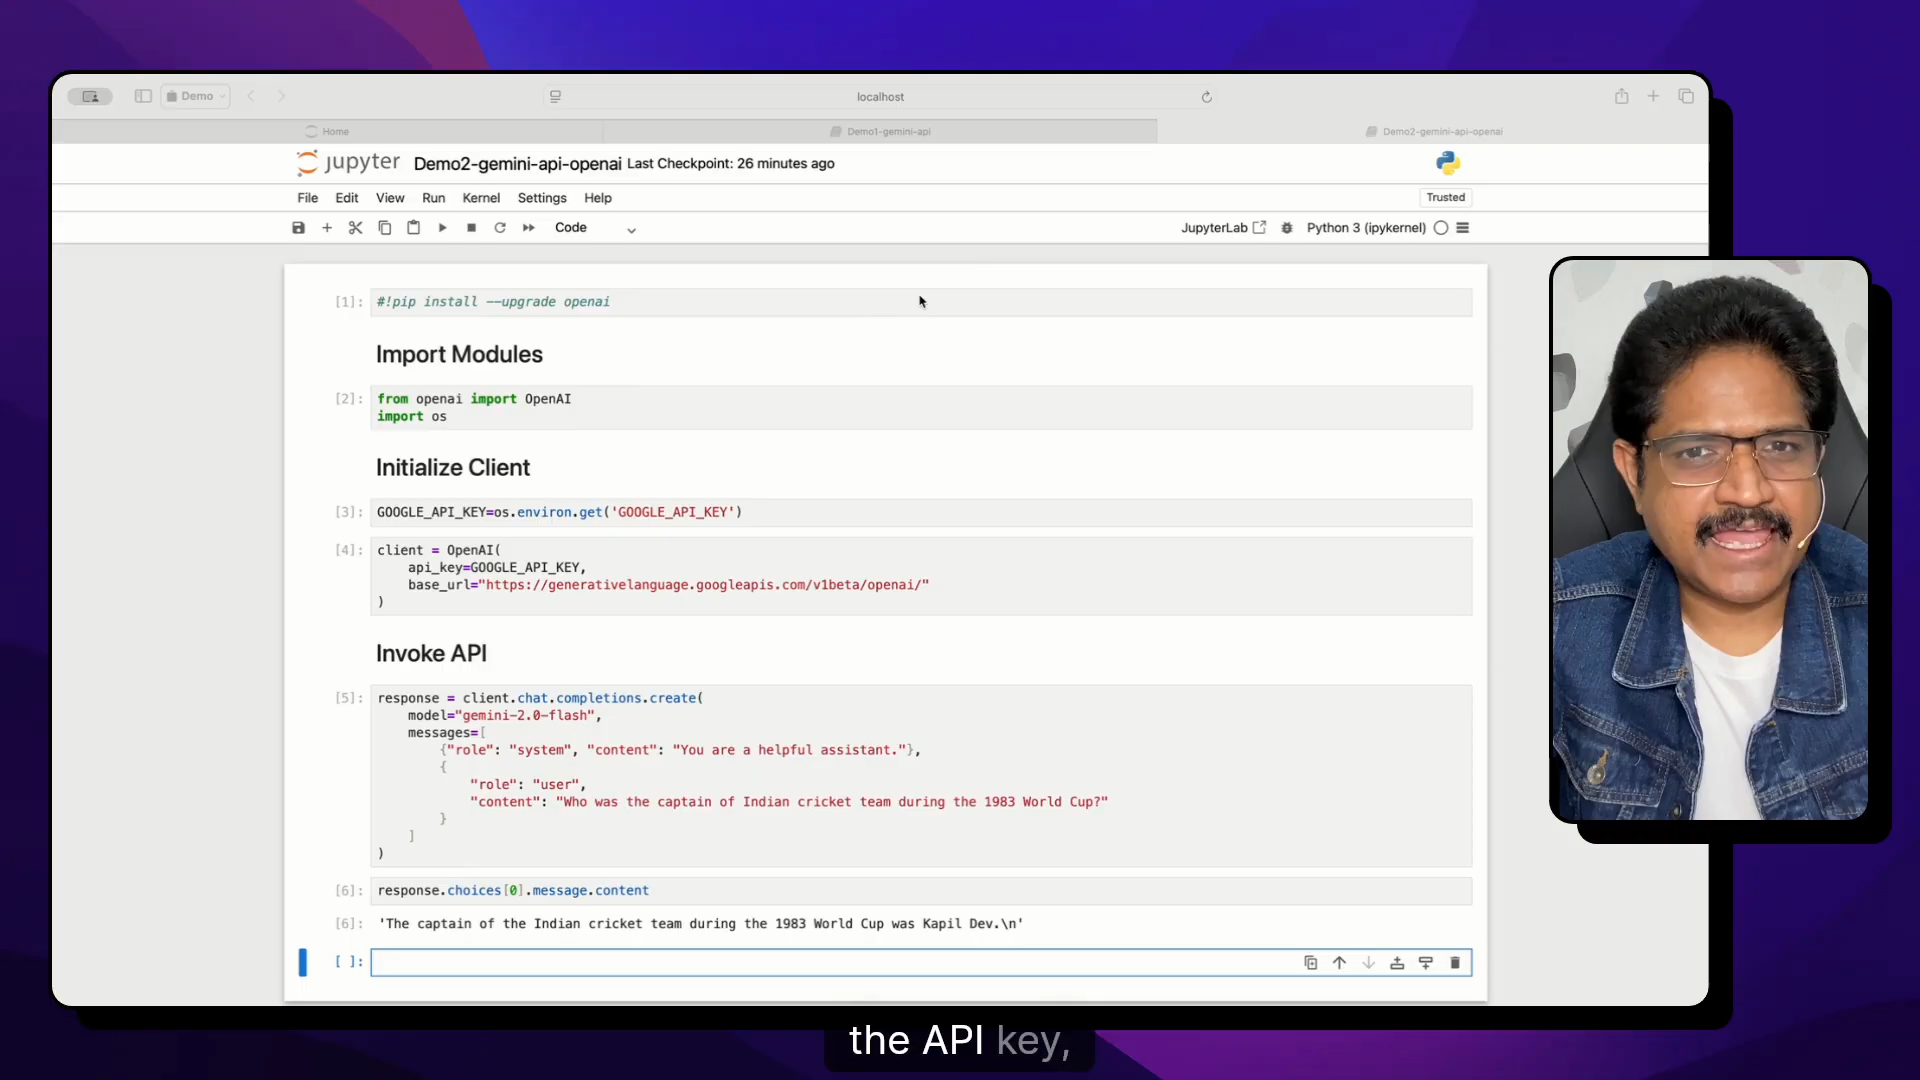 Demo
localhost
Home
Demo1-gemini-api
Demo2-gemini-api-openai
jupyter Demo2-gemini-api-openai Last Checkpoint: 26 minutes ago
File Edit View Run Kernel Settings Help
Trusted
Code
JupyterLab
Python 3 (ipykernel)
[1]: #!pip install --upgrade openai
Import Modules
[2]: from openai import OpenAI
import os
Initialize Client
[3]: GOOGLE_API_KEY=os.environ.get('GOOGLE_API_KEY')
[4]: client = OpenAI(
api_key=GOOGLE_API_KEY,
base_url="https://generativelanguage.googleapis.com/v1beta/openai/"
)
Invoke API
[5]: response = client.chat.completions.create(
model="gemini-2.0-flash",
messages=[
{"role": "system", "content": "You are a helpful assistant."},
{
"role": "user",
"content": "Who was the captain of Indian cricket team during the 1983 World Cup?"
}
]
)
[6]: response.choices[0].message.content
[6]: 'The captain of the Indian cricket team during the 1983 World Cup was Kapil Dev.\n'
[ ]:
the API key,